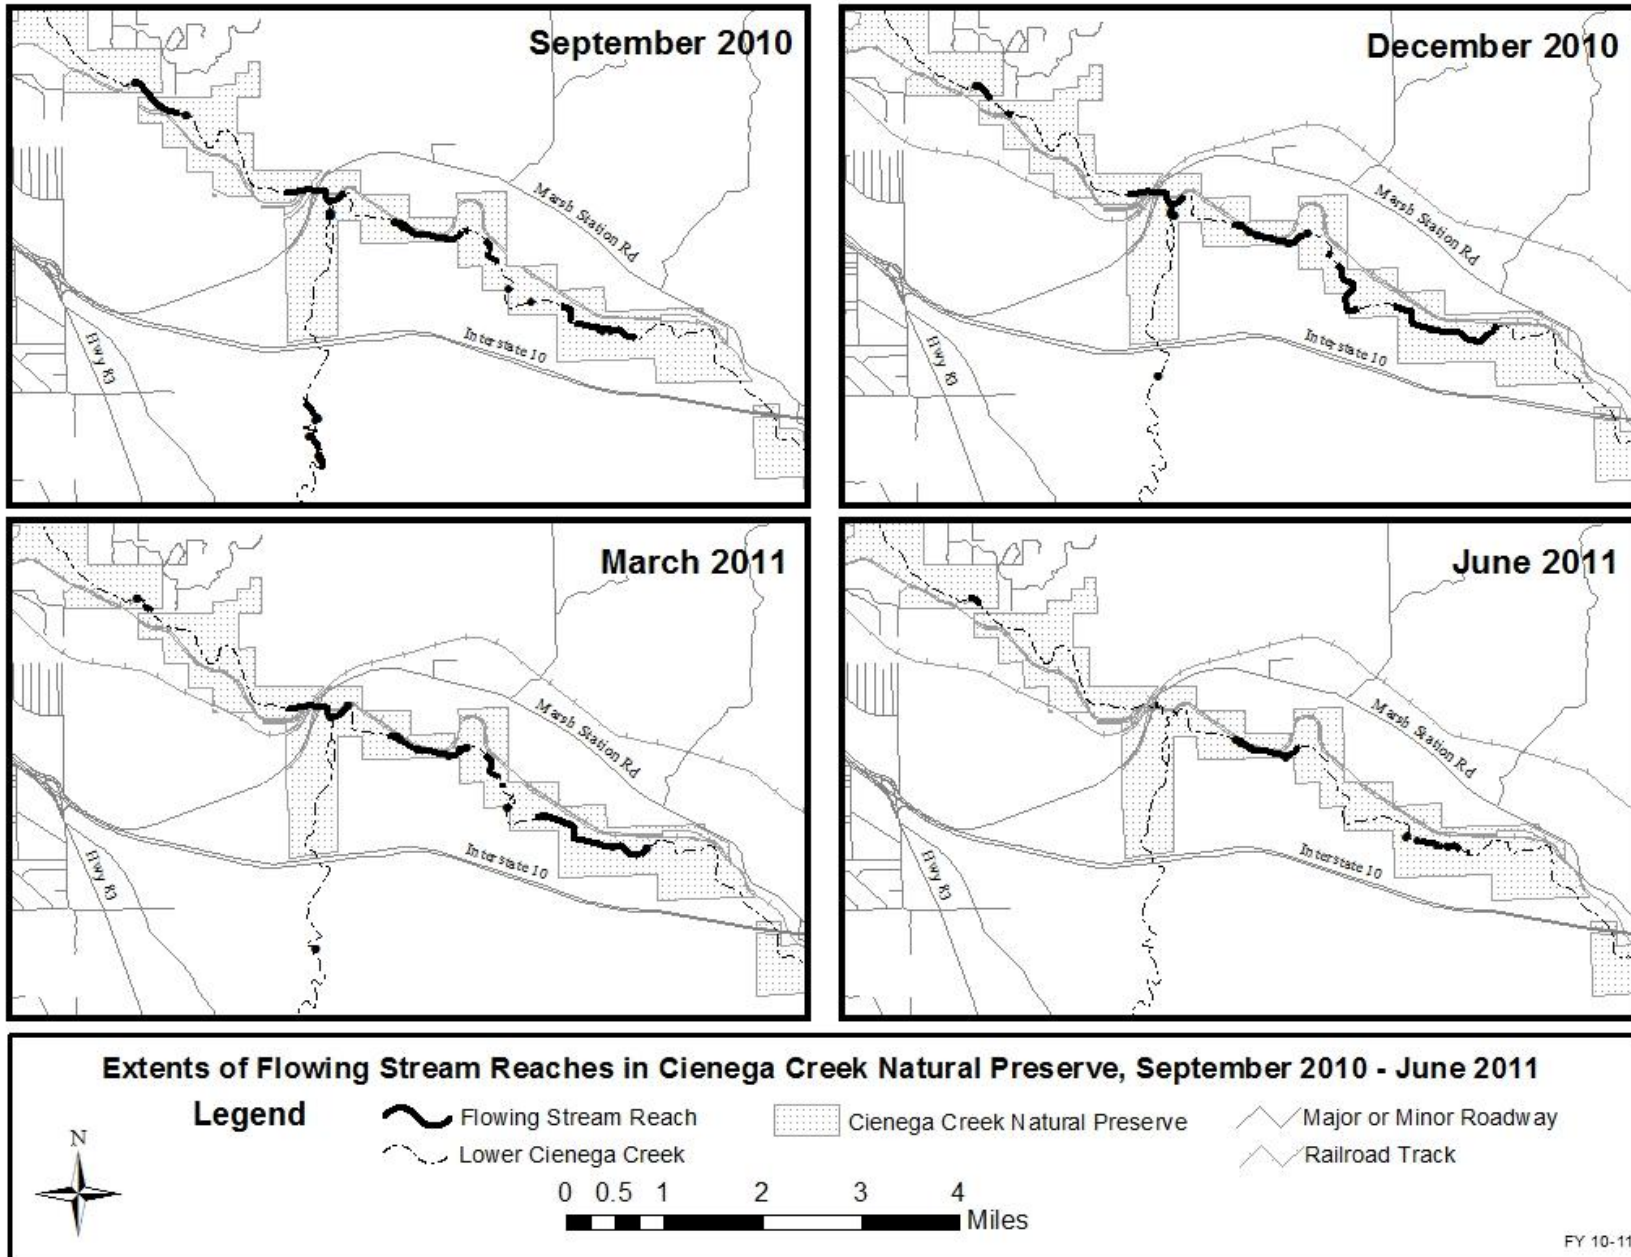 September 2010
Marsh Station Rd
Interstate 10
Hwy 83
December 2010
Marsh Station Rd
Interstate 10
Hwy 83
March 2011
Marsh Station Rd
Interstate 10
Hwy 83
June 2011
Marsh Station Rd
Interstate 10
Hwy 83
Extents of Flowing Stream Reaches in Cienega Creek Natural Preserve, September 2010 - June 2011
Legend
Flowing Stream Reach
Cienega Creek Natural Preserve
Major or Minor Roadway
Lower Cienega Creek
Railroad Track
N
0 0.5 1 2 3 4
Miles
FY 10-11